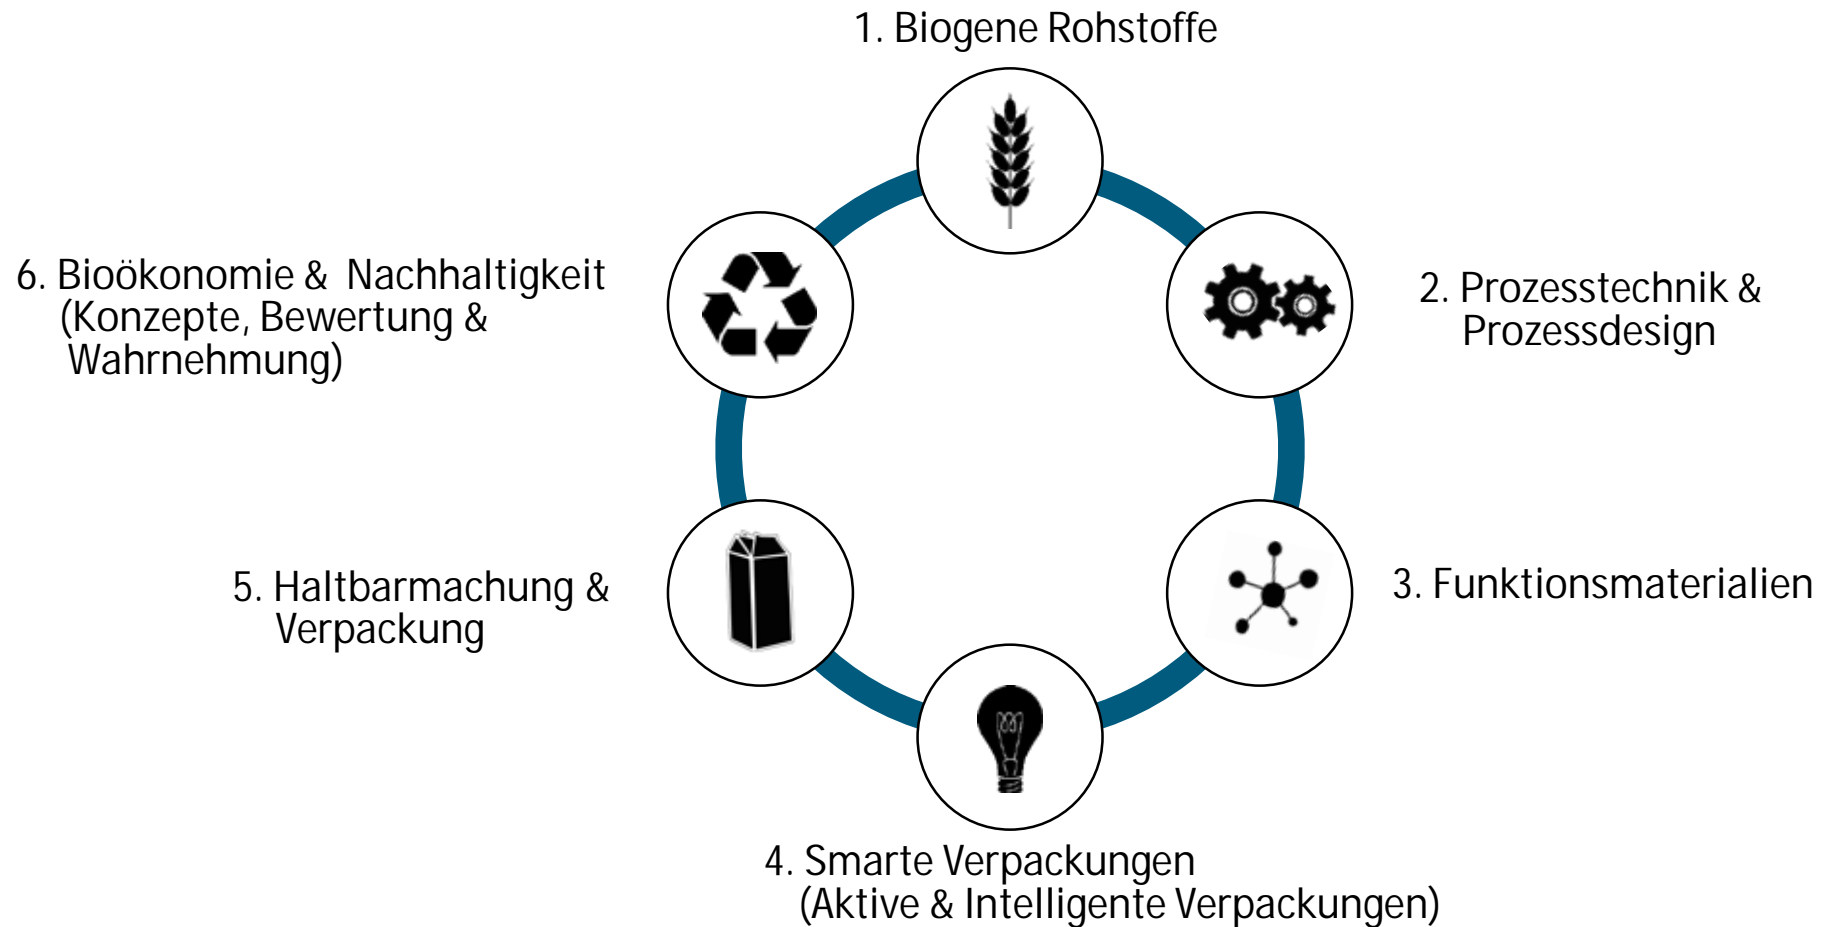 1. Biogene Rohstoffe
2. Prozesstechnik &
Prozessdesign
3. Funktionsmaterialien
4. Smarte Verpackungen
(Aktive & Intelligente Verpackungen)
5. Haltbarmachung &
Verpackung
6. Bioökonomie & Nachhaltigkeit
(Konzepte, Bewertung &
Wahrnehmung)